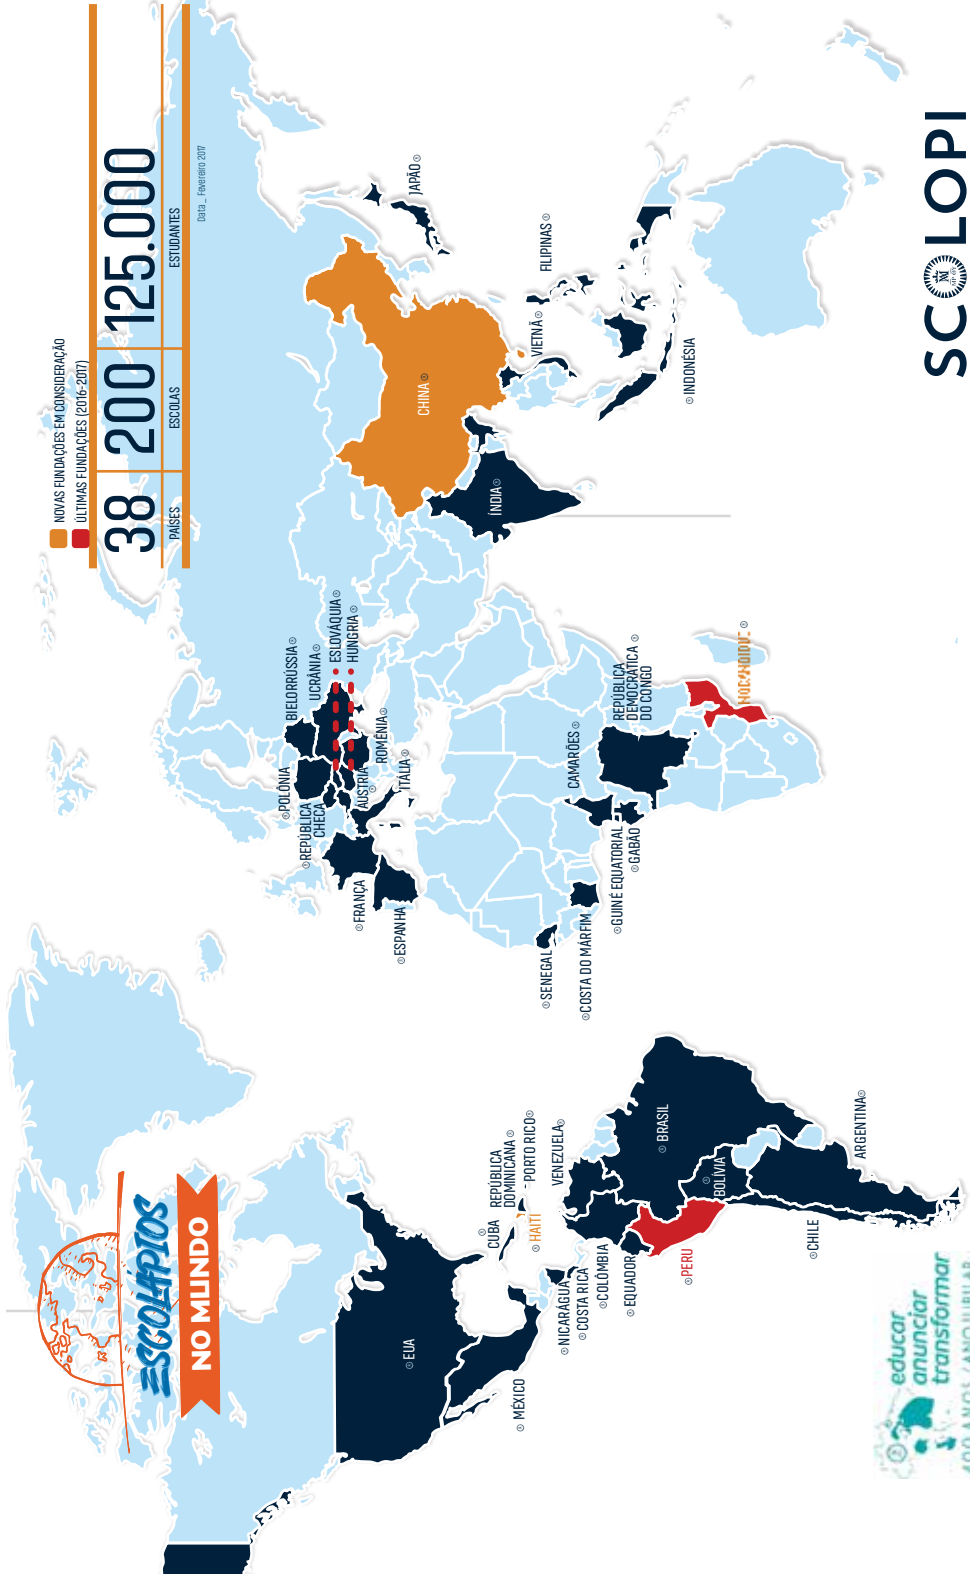 ESCOLÁPIOS
NO MUNDO
NOVAS FUNDAÇÕES EM CONSIDERAÇÃO
ÚLTIMAS FUNDAÇÕES (2016-2017)
38 200 125.000
PAÍSES ESCOLAS ESTUDANTES
Data_ Fevereiro 2017
EUA
MÉXICO
CUBA
REPÚBLICA
DOMINICANA
PORTO RICO
HAITI
VENEZUELA
NICARÁGUA
COSTA RICA
COLÔMBIA
EQUADOR
PERU
BRASIL
BOLÍVIA
CHILE
ARGENTINA
POLÔNIA
REPÚBLICA
CHECA
BIELORRÚSSIA
UCRÂNIA
ESLOVÁQUIA
HUNGRIA
ROMÊNIA
ÁUSTRIA
ITALIA
FRANÇA
ESPANHA
SENEGAL
COSTA DO MÁRFIM
CAMARÕES
GUINÉ EQUATORIAL
GABÃO
REPÚBLICA
DEMOCRÁTICA
DO CONGO
CHINA
ÍNDIA
JAPÃO
FILIPINAS
VIETNÃ
INDONÉSIA
educar
anunciar
transformar
SCOLOPI